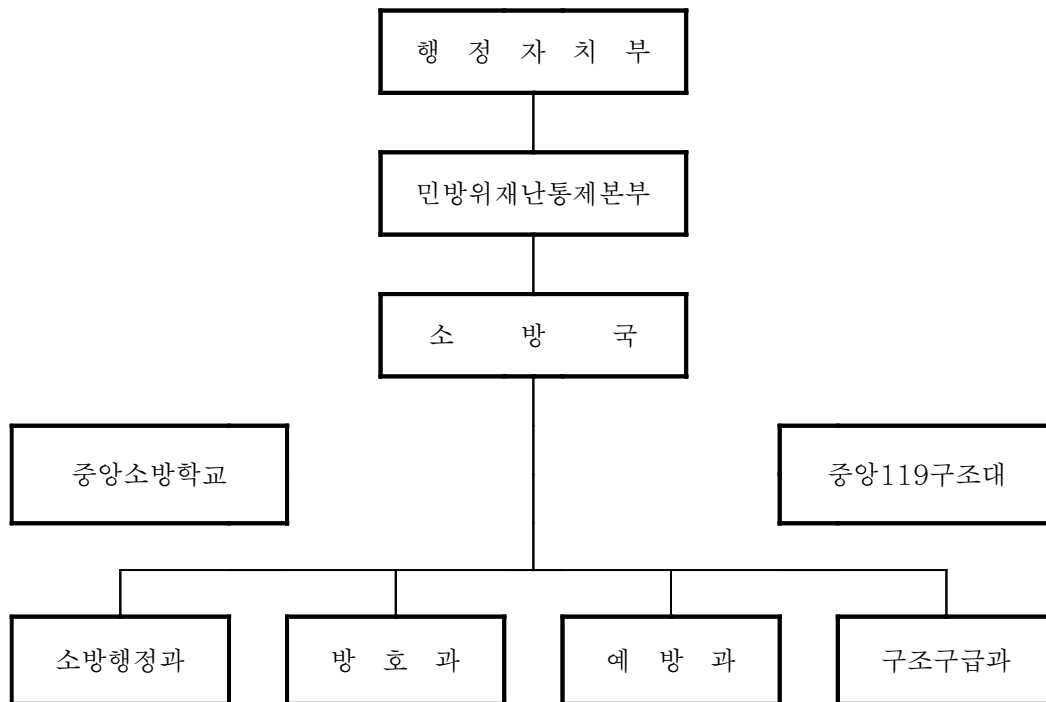 행 정 자 치 부
민방위재난통제본부
소 방 국
중앙소방학교
중앙119구조대
소방행정과
방 호 과
예 방 과
구조구급과